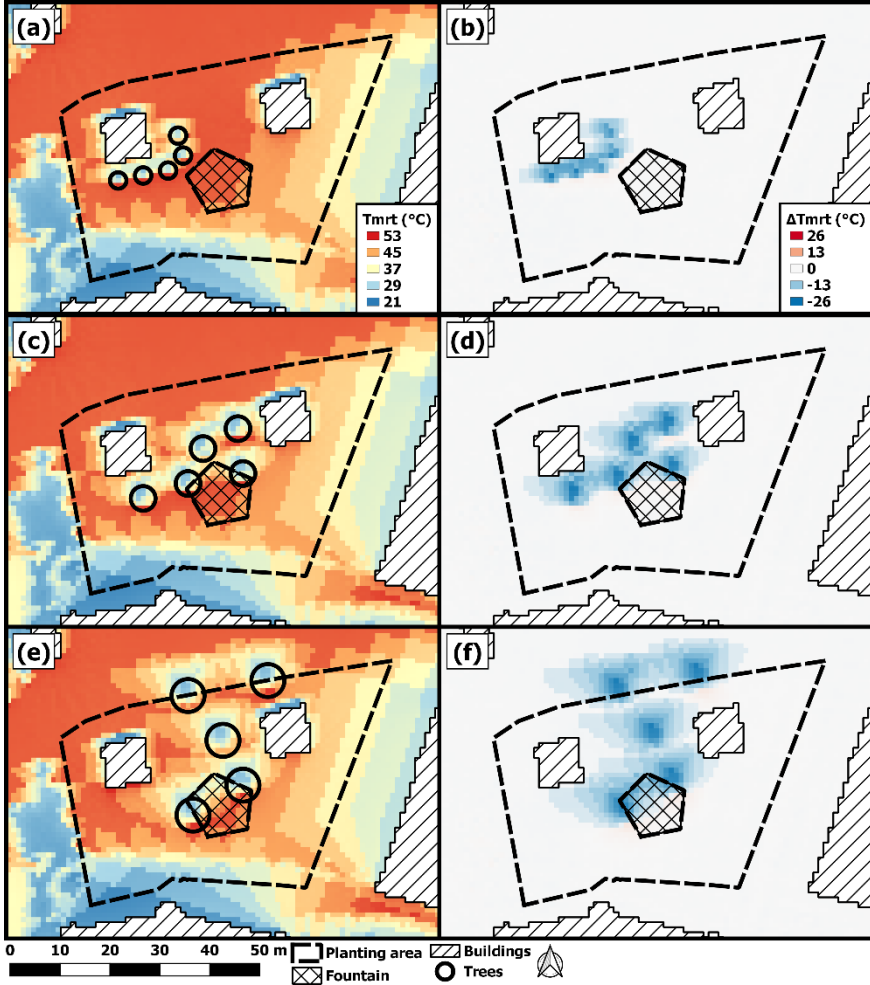 (a)
(b)
Tmrt (°C)
53
45
37
29
21
ΔTmrt (°C)
26
13
0
-13
-26
(c)
(d)
(e)
(f)
0 10 20 30 40 50 m
Planting area
Buildings
Fountain
Trees